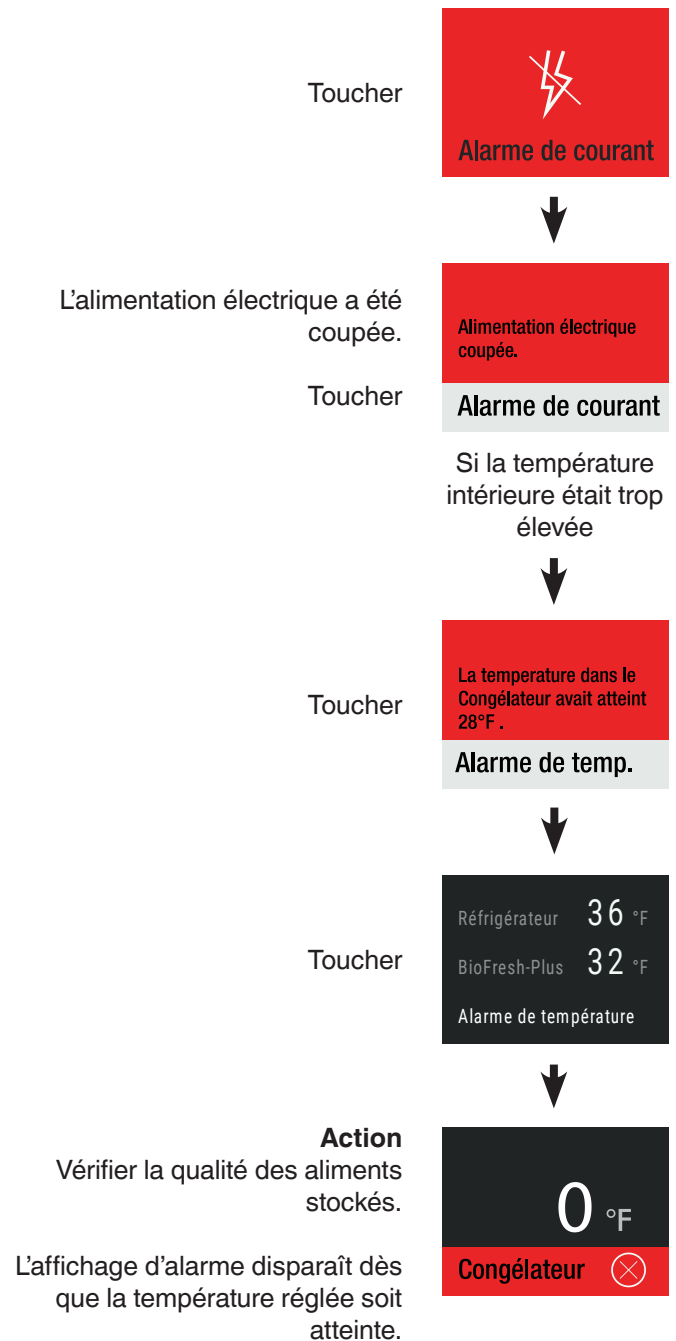 Toucher
Alarme de courant
L'alimentation électrique a été
coupée.
Alimentation électrique
coupée.
Toucher
Alarme de courant
Si la température
intérieure était trop
élevée
La temperature dans le
Congélateur avait atteint
28°F .
Toucher
Alarme de temp.
Réfrigérateur 36 °F
BioFresh-Plus 32 °F
Toucher
Alarme de température
Action
Vérifier la qualité des aliments
stockés.
0 °F
L'affichage d'alarme disparaît dès
que la température réglée soit
atteinte.
Congélateur